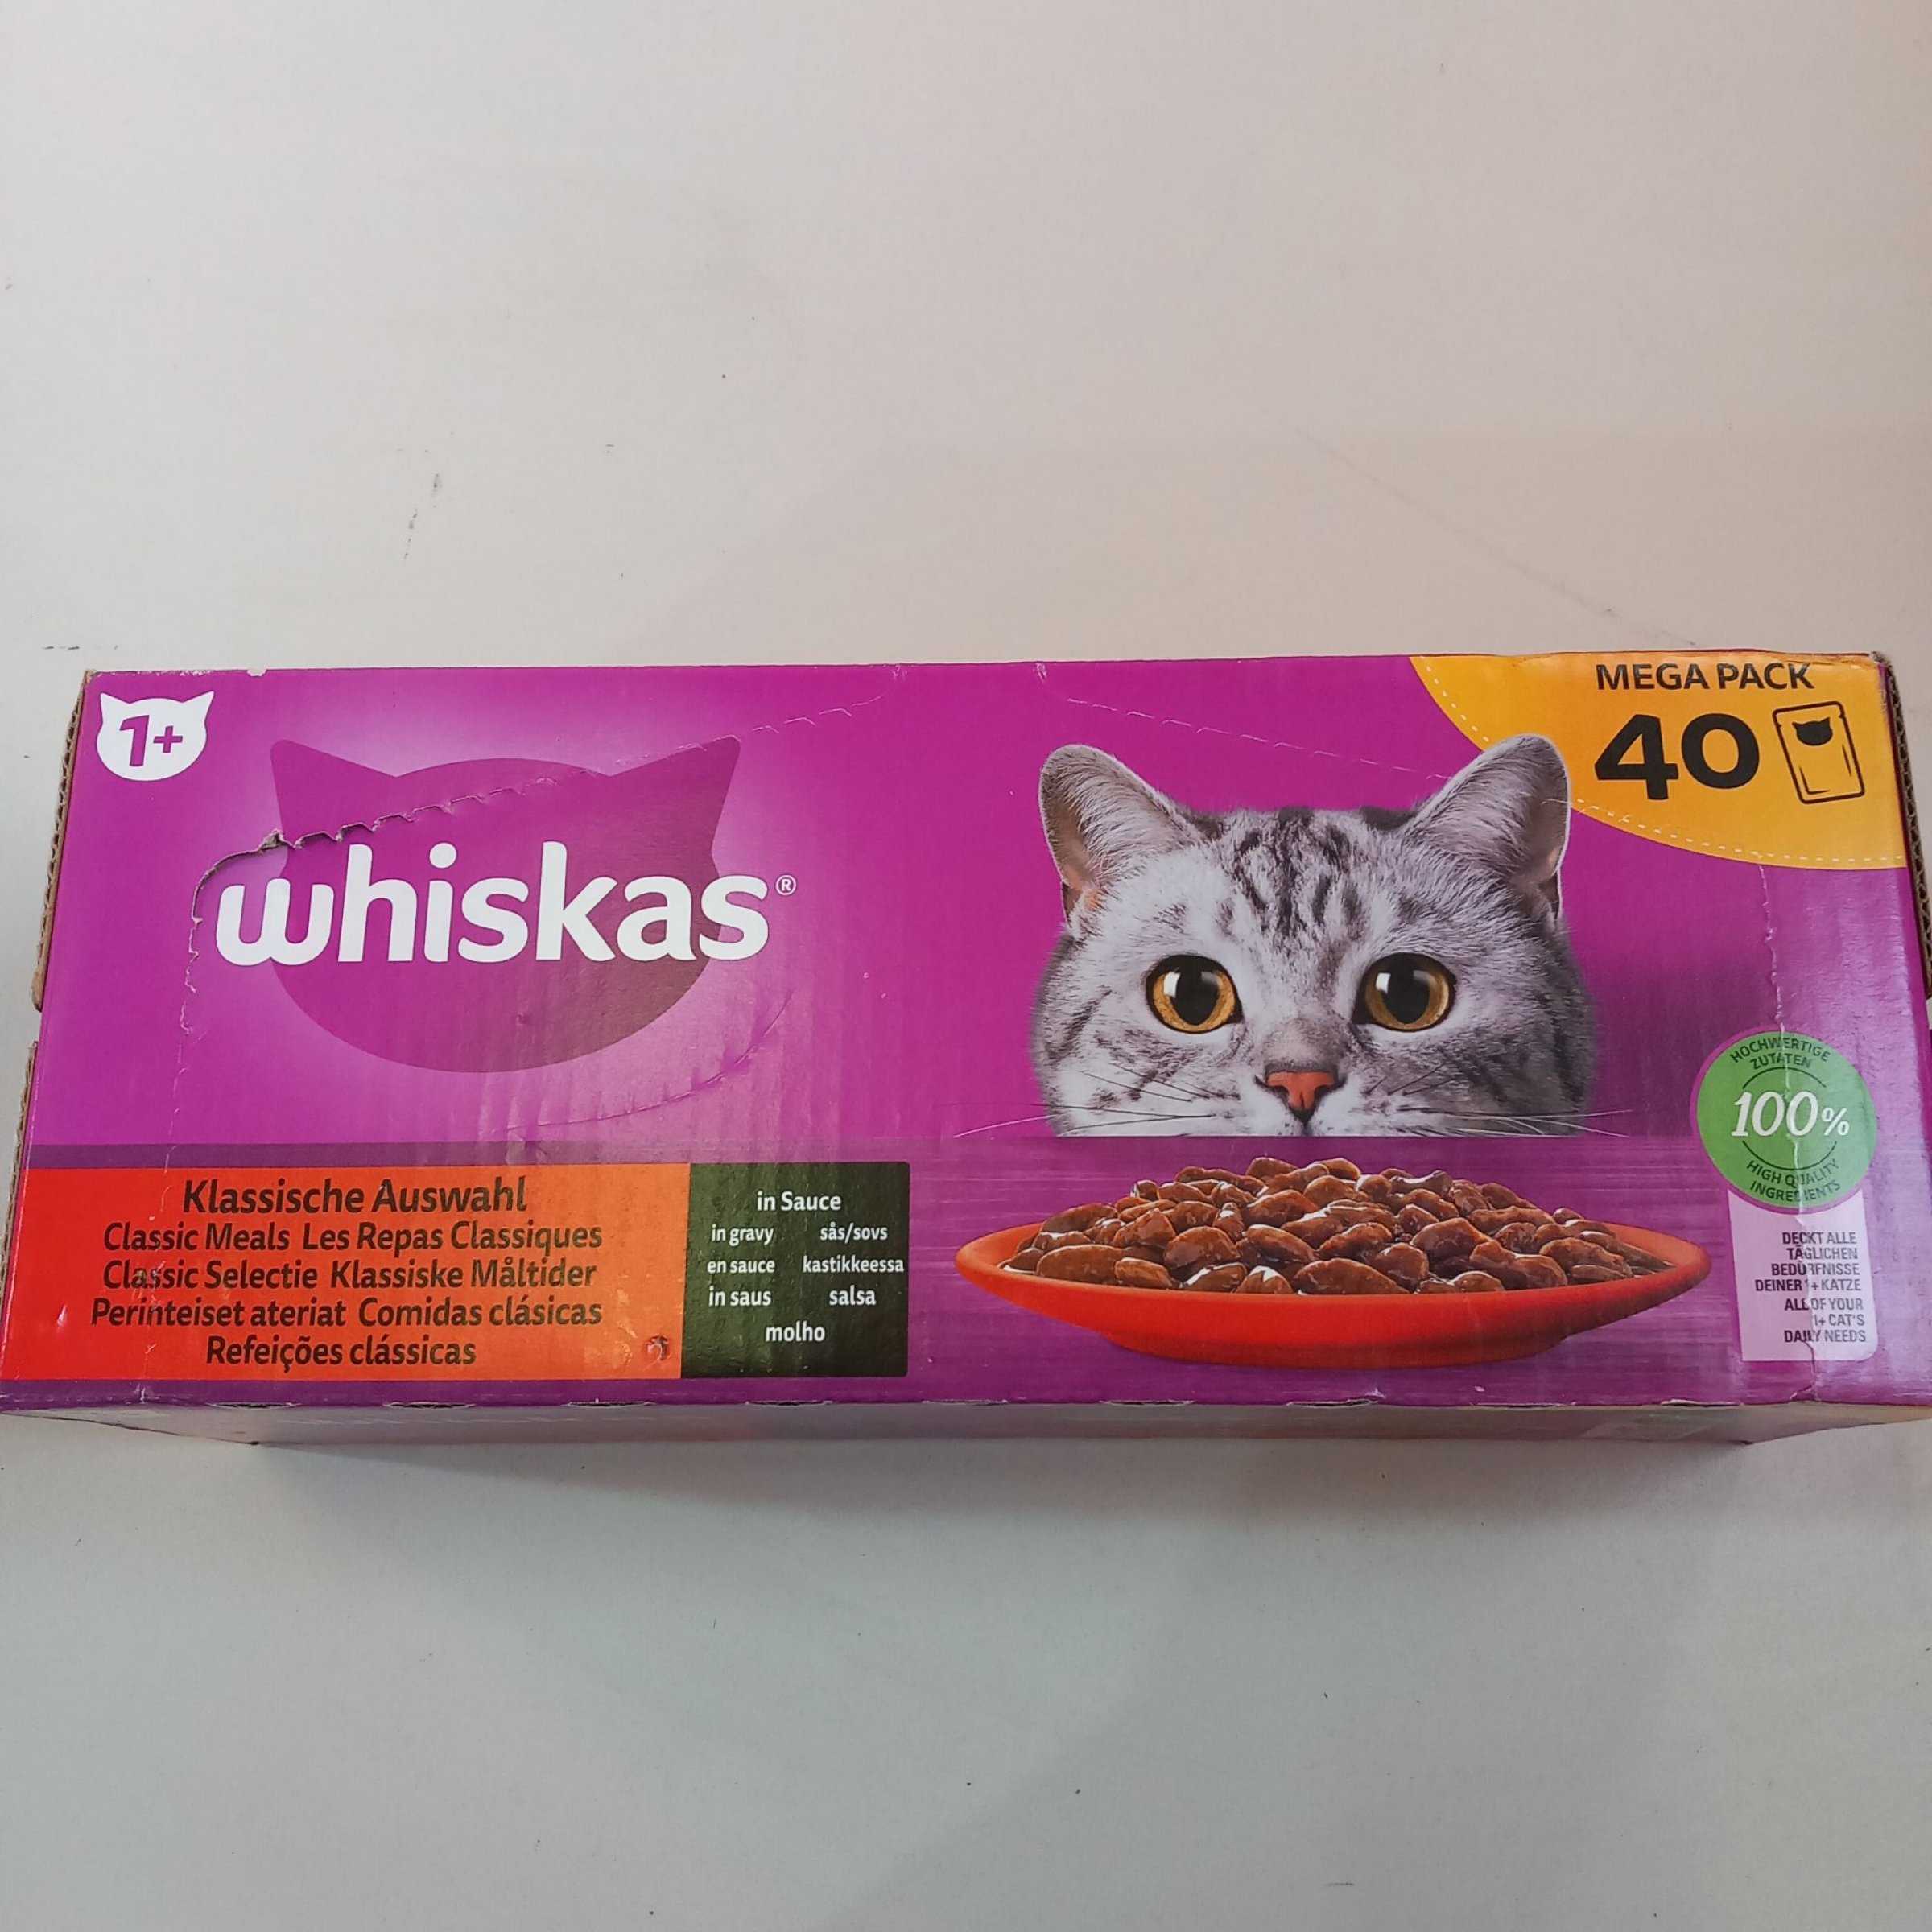 1+
MEGA PACK
40
whiskas®
HOCHWERTIGE
ZUTATEN
100%
HIGH QUALITY
INGREDIENTS
Klassische Auswahl
Classic Meals Les Repas Classiques
Classic Selectie Klassiske Måltider
Perinteiset ateriat Comidas clásicas
Refeições clássicas
in Sauce
in gravy sås/sovs
en sauce kastikkeessa
in saus salsa
molho
DECKT ALLE
TÄGLICHEN
BEDÜRFNISSE
DEINER 1+ KATZE
ALL OF YOUR
1+ CAT'S
DAILY NEEDS